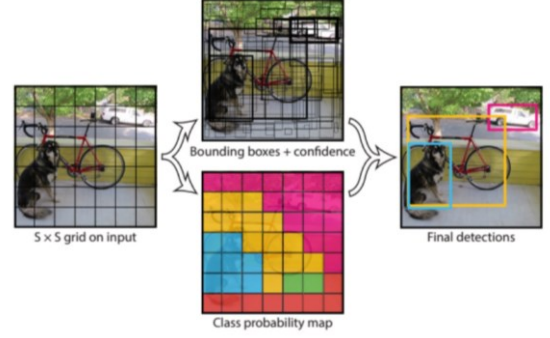 Bounding boxes + confidence
S × S grid on input
Final detections
Class probability map